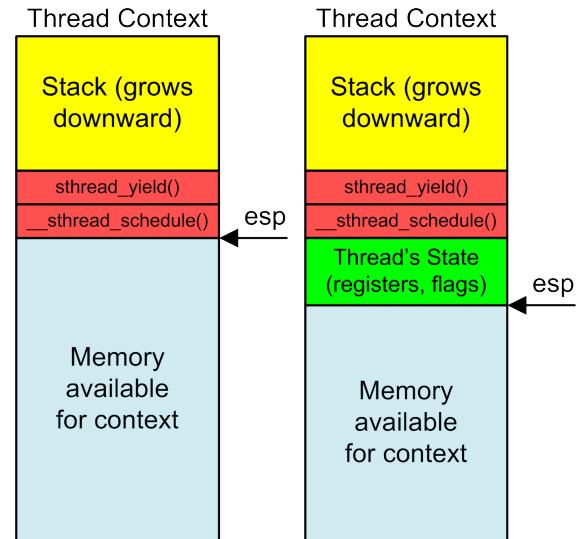 Thread Context
Stack (grows
downward)
sthread_yield()
__sthread_schedule()
esp
Memory
available
for context
Thread Context
Stack (grows
downward)
sthread_yield()
__sthread_schedule()
Thread's State
(registers, flags)
esp
Memory
available
for context